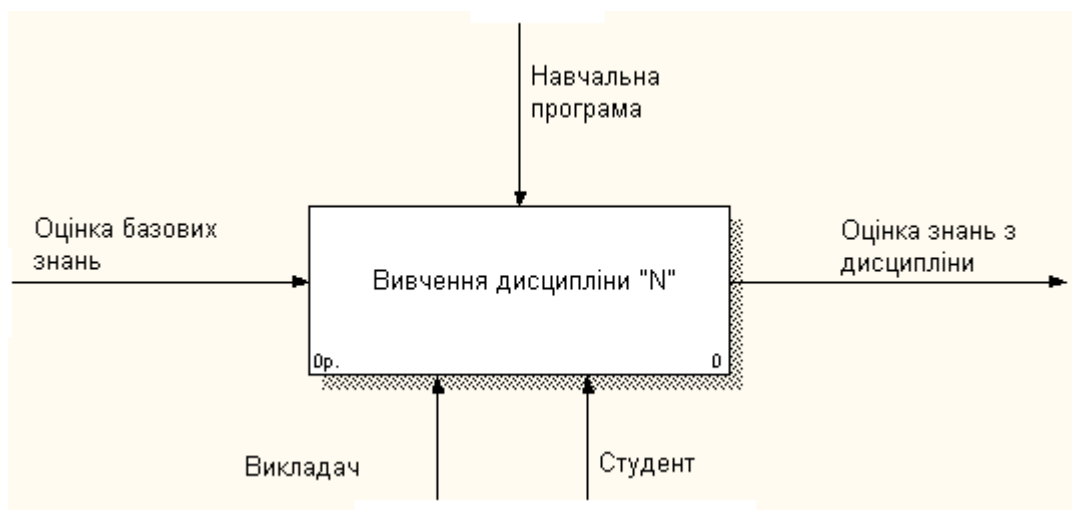 Навчальна
програма
Оцінка базових
знань
Оцінка знань з
дисципліни
Вивчення дисципліни "N"
0р.
0
Викладач
Студент